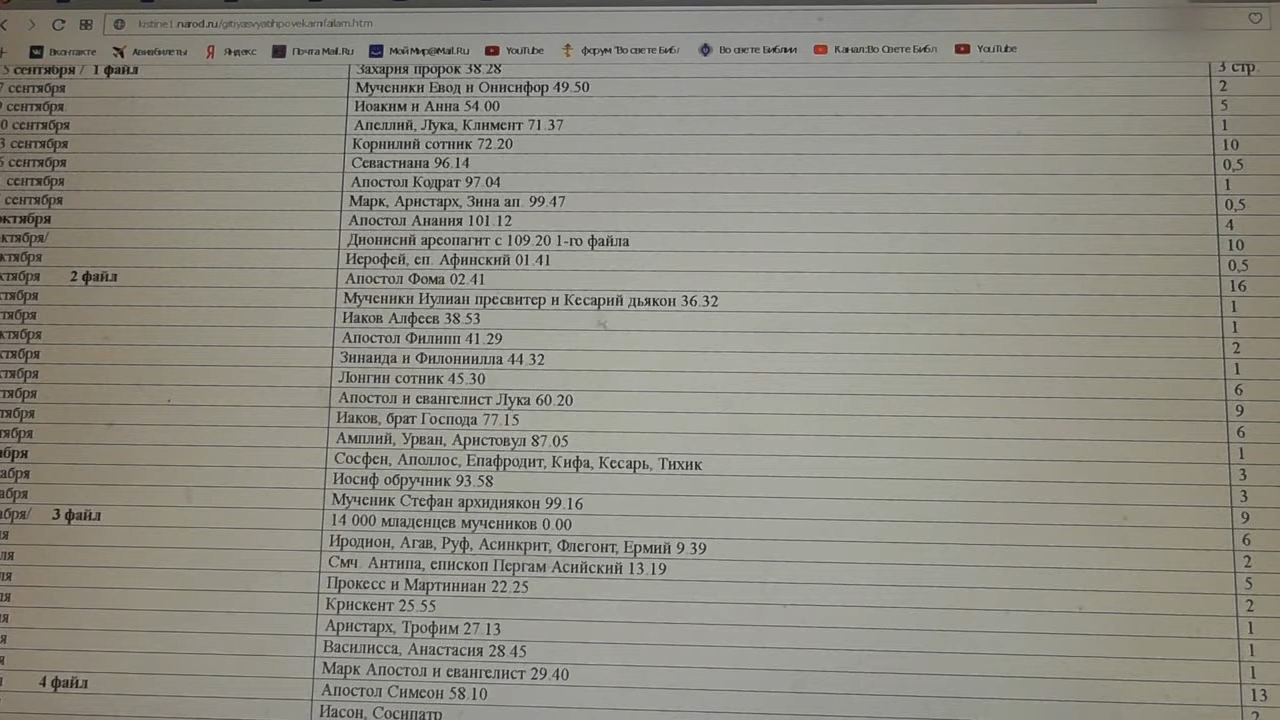 kistine1.narod.ru/gitiyasvyatihpovekamfailam.htm
Вконтакте Авиабилеты Яндекс Почта Mail.Ru МойМир@Mail.Ru YouTube форум "Во свете Библ Во свете Библии Канал:Во Свете Библ YouTube
5 сентября / 1 файл Захария пророк 38.28 3 стр.
7 сентября Мученики Евод и Онисифор 49.50 2
9 сентября Иоаким и Анна 54.00 5
0 сентября Апеллий, Лука, Климент 71.37 1
3 сентября Корнилий сотник 72.20 10
сентября Севастиана 96.14 0,5
сентября Апостол Кодрат 97.04 1
сентября Марк, Аристарх, Зина ап. 99.47 0,5
октября Апостол Анания 101.12 4
октября/ Дионисий ареопагит с 109.20 1-го файла 10
ктября Иерофей, еп. Афинский 01.41 0,5
ктября 2 файл Апостол Фома 02.41 16
ктября Мученики Иулиан пресвитер и Кесарий дьякон 36.32 1
тября Иаков Алфеев 38.53 1
ктября Апостол Филипп 41.29 2
тября Зинаида и Филониилла 44.32 1
тября Лонгин сотник 45.30 6
тября Апостол и евангелист Лука 60.20 9
тября Иаков, брат Господа 77.15 6
тября Амплий, Урван, Аристовул 87.05 1
бря Сосфен, Аполлос, Епафродит, Кифа, Кесарь, Тихик 3
абря Иосиф обручник 93.58 3
абря Мученик Стефан архидиякон 99.16 9
абря/ 3 файл 14 000 младенцев мучеников 0.00 6
я Иродион, Агав, Руф, Асинкрит, Флегонт, Ермий 9.39 2
ля Смч. Антипа, епископ Пергам Асийский 13.19 5
ля Прокесс и Мартиниан 22.25 2
я Крискент 25.55 1
я Аристарх, Трофим 27.13 1
я Василисса, Анастасия 28.45 1
Марк Апостол и евангелист 29.40 13
4 файл Апостол Симеон 58.10 2
Иасон, Сосипатр